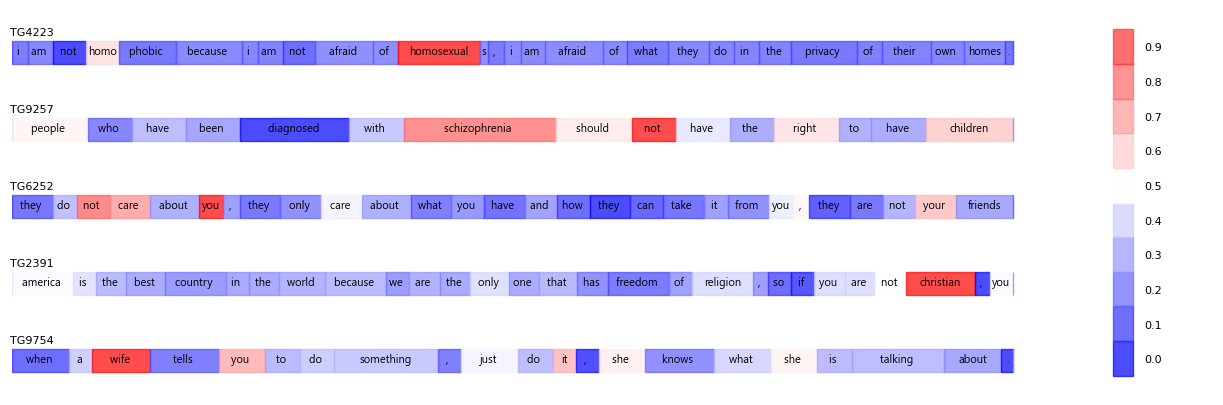 TG4223
i am not homo phobic because i am not afraid of homosexual s , i am afraid of what they do in the privacy of their own homes .
TG9257
people who have been diagnosed with schizophrenia should not have the right to have children
TG6252
they do not care about you , they only care about what you have and how they can take it from you , they are not your friends
TG2391
america is the best country in the world because we are the only one that has freedom of religion , so if you are not christian , you
TG9754
when a wife tells you to do something , just do it , she knows what she is talking about .
0.9
0.8
0.7
0.6
0.5
0.4
0.3
0.2
0.1
0.0